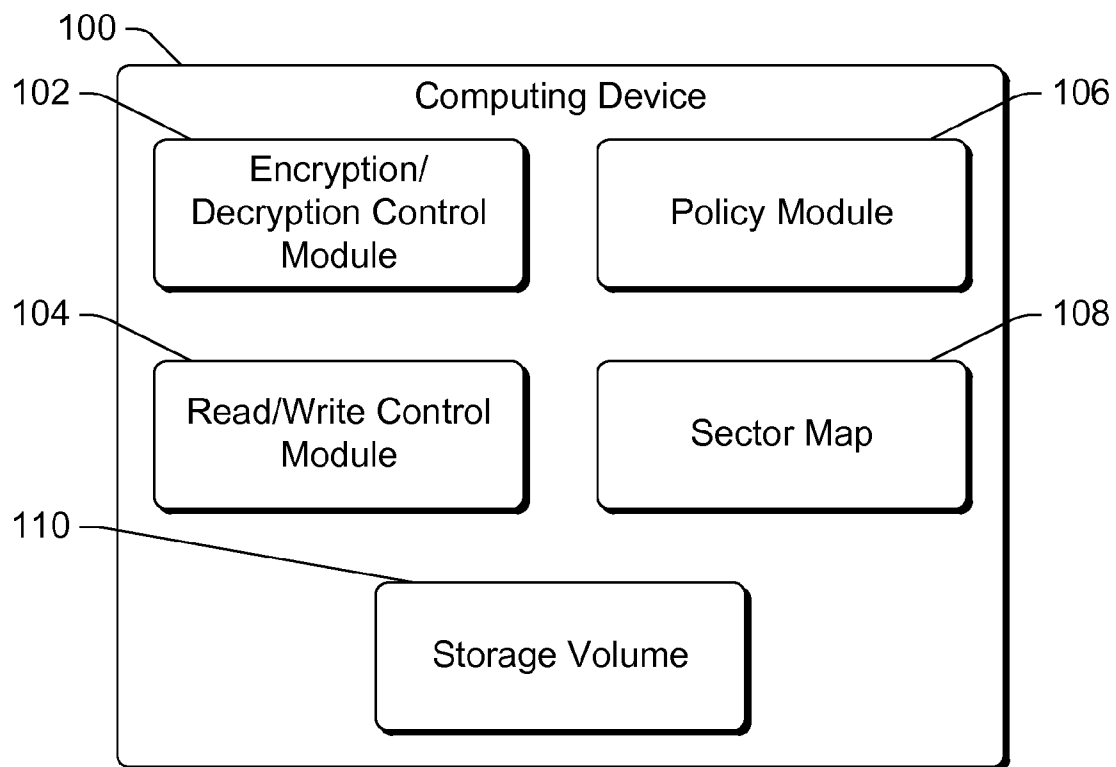 100
102
Computing Device
106
Encryption/
Decryption Control
Module
Policy Module
104
108
Read/Write Control
Module
Sector Map
110
Storage Volume